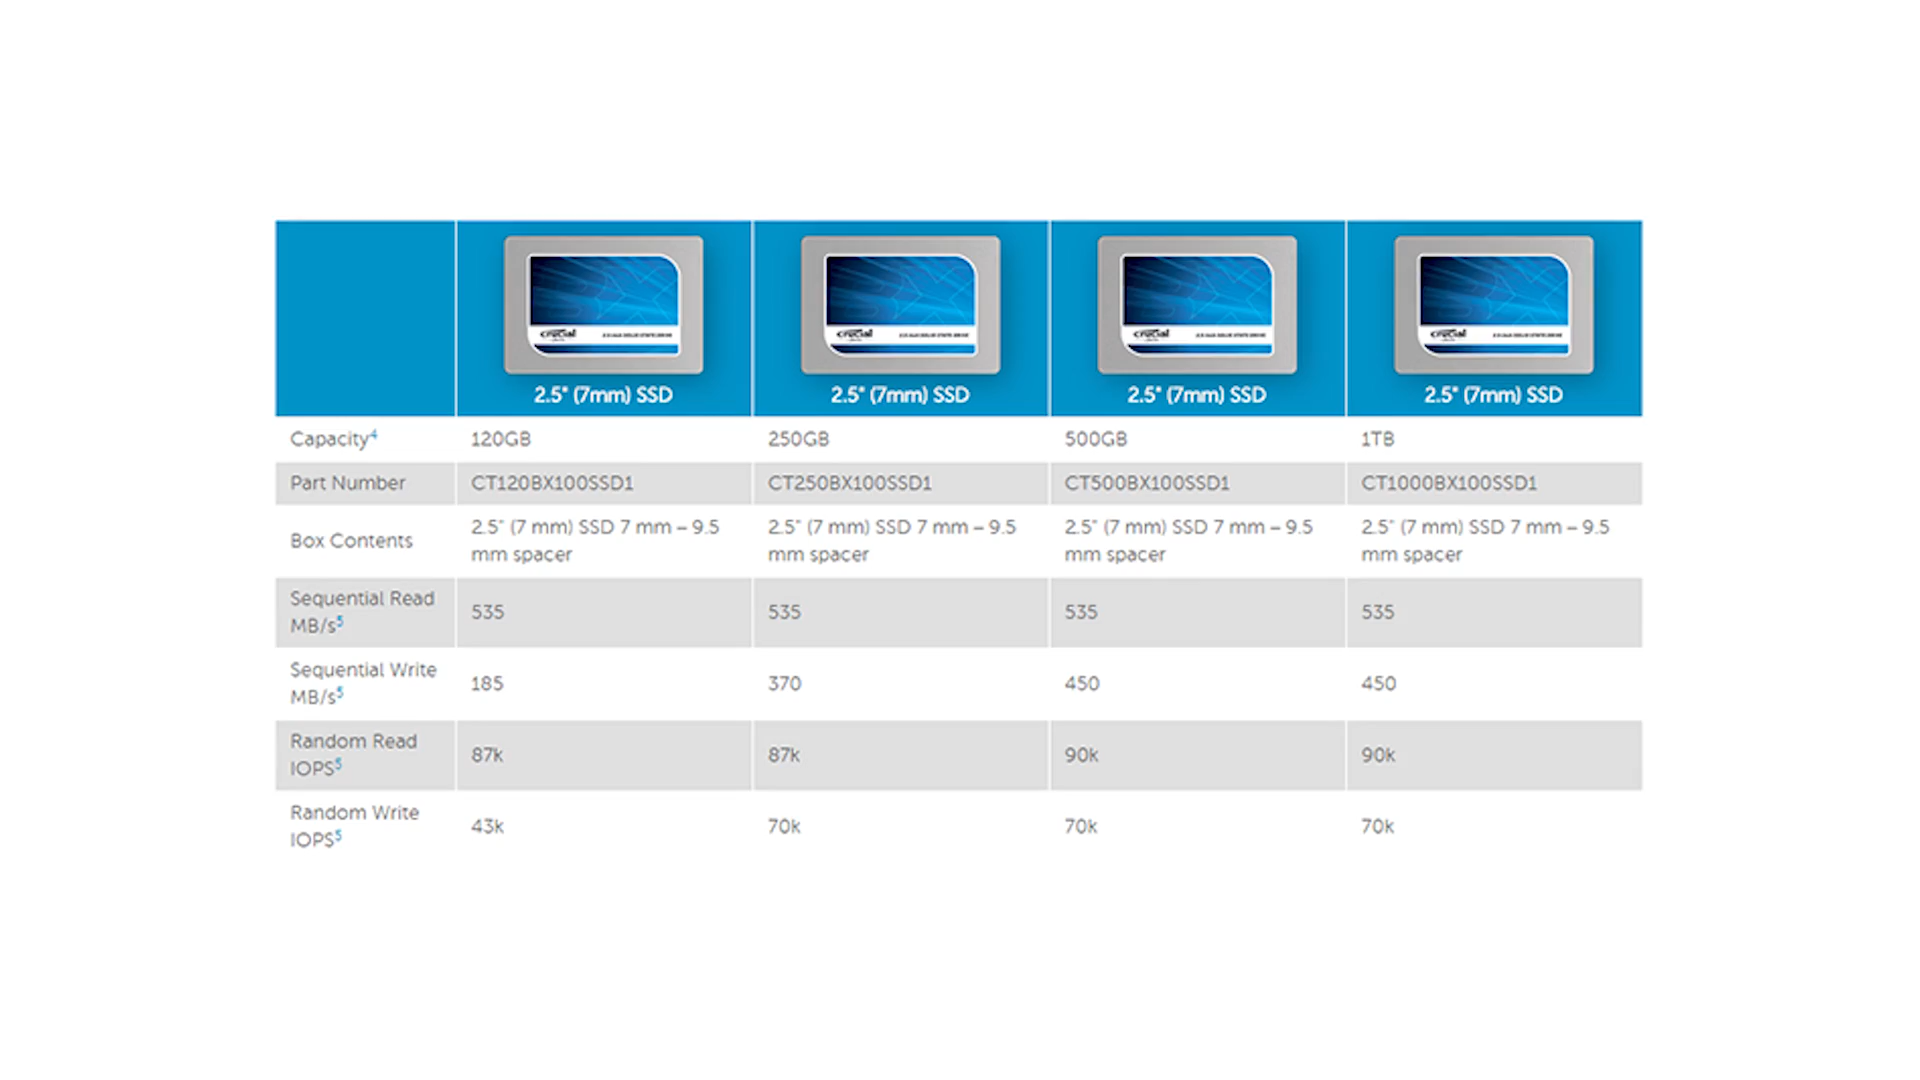 crucial crucial crucial crucial
2.5" (7mm) SSD 2.5" (7mm) SSD 2.5" (7mm) SSD 2.5" (7mm) SSD
Capacity4 120GB 250GB 500GB 1TB
Part Number CT120BX100SSD1 CT250BX100SSD1 CT500BX100SSD1 CT1000BX100SSD1
Box Contents 2.5" (7 mm) SSD 7 mm – 9.5 2.5" (7 mm) SSD 7 mm – 9.5 2.5" (7 mm) SSD 7 mm – 9.5 2.5" (7 mm) SSD 7 mm – 9.5
mm spacer mm spacer mm spacer mm spacer
Sequential Read
MB/s5 535 535 535 535
Sequential Write
MB/s5 185 370 450 450
Random Read
IOPS5 87k 87k 90k 90k
Random Write
IOPS5 43k 70k 70k 70k